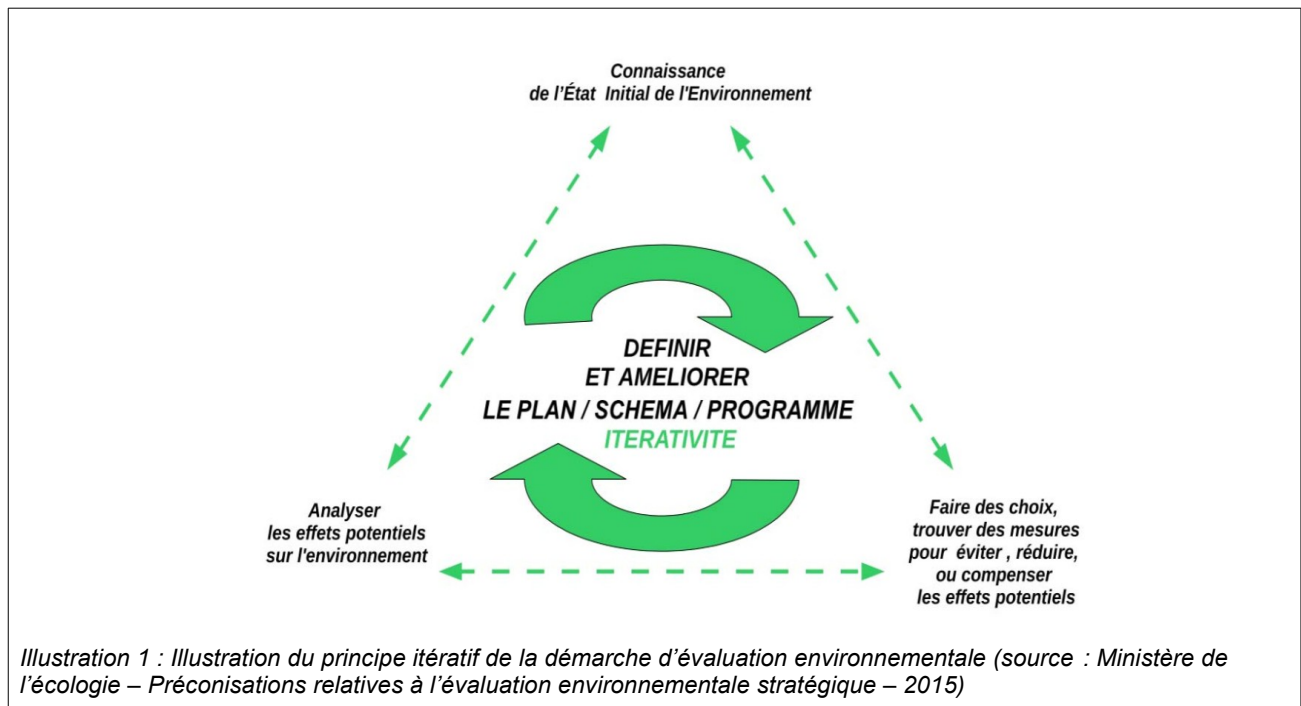 Connaissance
de l'État Initial de l'Environnement
DEFINIR
ET AMELIORER
LE PLAN / SCHEMA / PROGRAMME
ITERATIVITE
Analyser
les effets potentiels
sur l'environnement
Faire des choix,
trouver des mesures
pour éviter , réduire,
ou compenser
les effets potentiels
Illustration 1 : Illustration du principe itératif de la démarche d'évaluation environnementale (source : Ministère de
l'écologie – Préconisations relatives à l'évaluation environnementale stratégique – 2015)